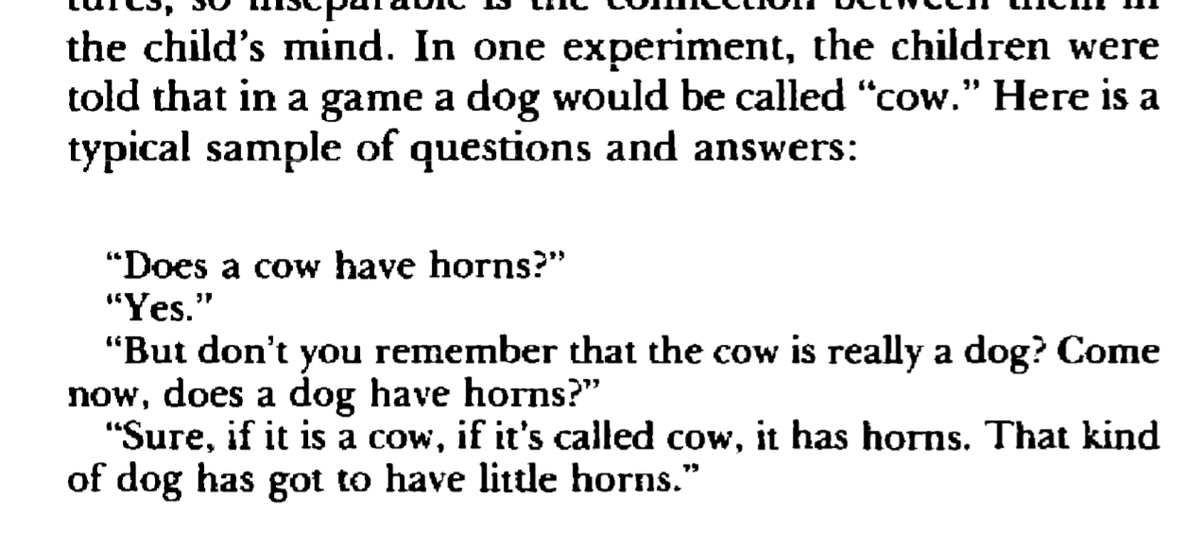 the child’s mind. In one experiment, the children were
told that in a game a dog would be called “cow.” Here is a
typical sample of questions and answers:
“Does a cow have horns?”
“Yes.”
“But don’t you remember that the cow is really a dog? Come
now, does a dog have horns?”
“Sure, if it is a cow, if it’s called cow, it has horns. That kind
of dog has got to have little horns.”